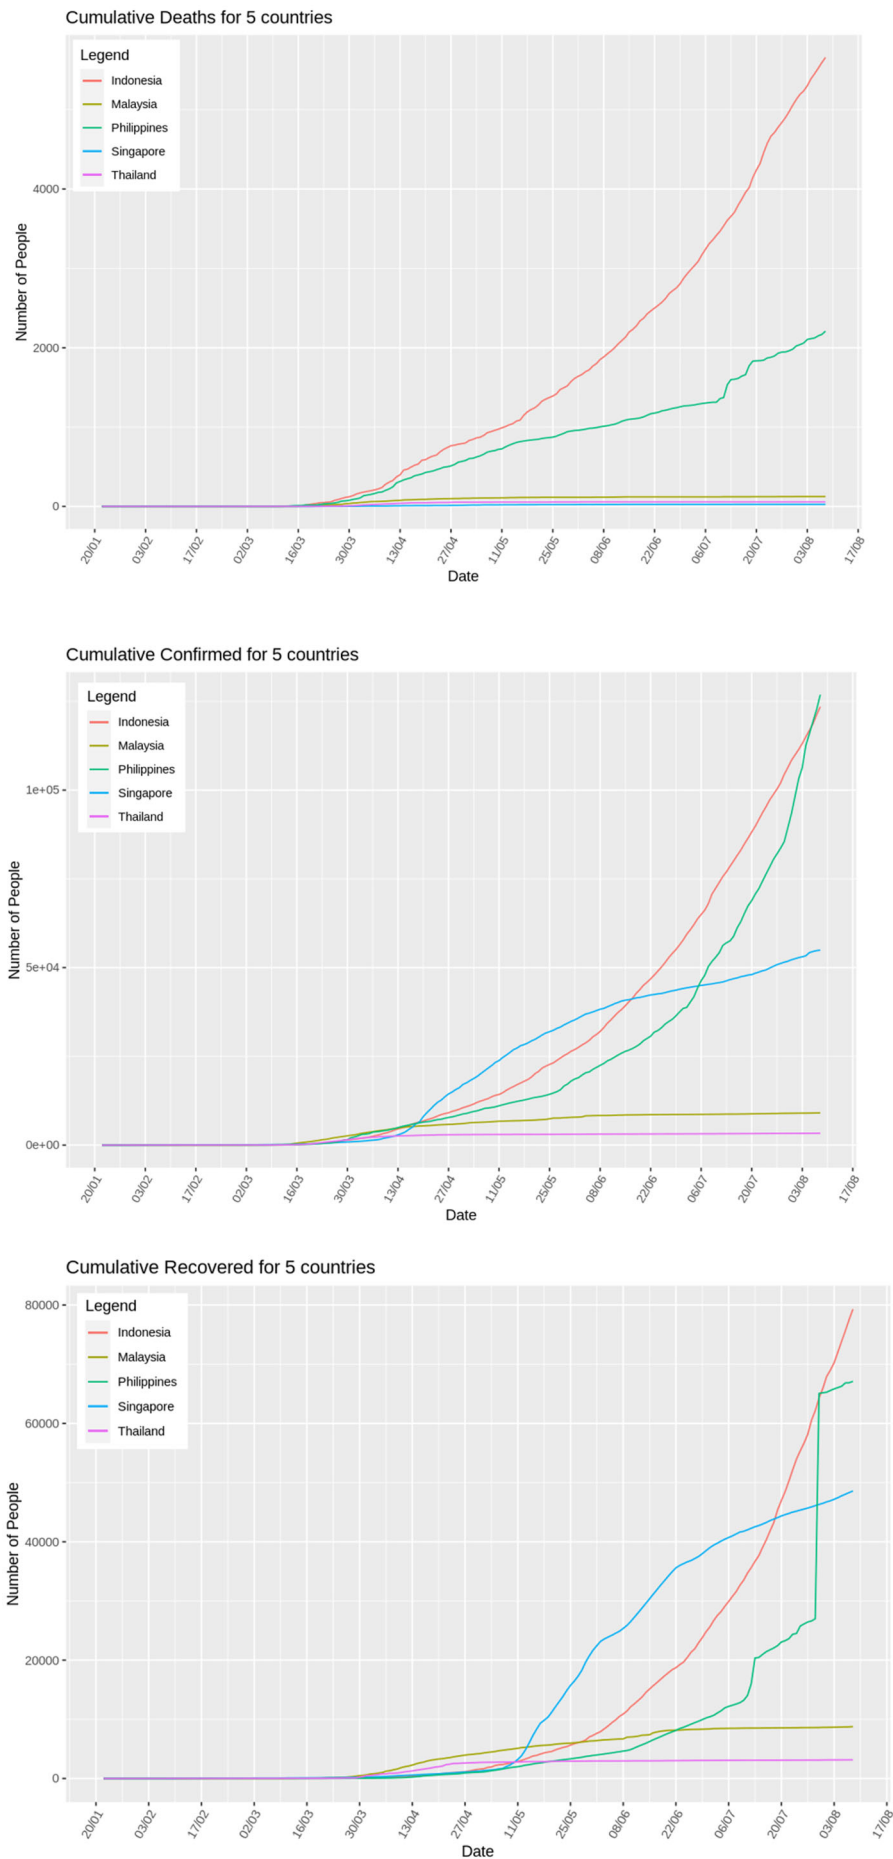 Cumulative Deaths for 5 countries
Legend
Indonesia
Malaysia
Philippines
Singapore
Thailand
Number of People
4000
2000
0
20/01 03/02 17/02 02/03 16/03 30/03 13/04 27/04 11/05 25/05 08/06 22/06 06/07 20/07 03/08 17/08
Date
Cumulative Confirmed for 5 countries
Legend
Indonesia
Malaysia
Philippines
Singapore
Thailand
Number of People
1e+05
5e+04
0e+00
20/01 03/02 17/02 02/03 16/03 30/03 13/04 27/04 11/05 25/05 08/06 22/06 06/07 20/07 03/08 17/08
Date
Cumulative Recovered for 5 countries
Legend
Indonesia
Malaysia
Philippines
Singapore
Thailand
Number of People
80000
60000
40000
20000
0
20/01 03/02 17/02 02/03 16/03 30/03 13/04 27/04 11/05 25/05 08/06 22/06 06/07 20/07 03/08 17/08
Date